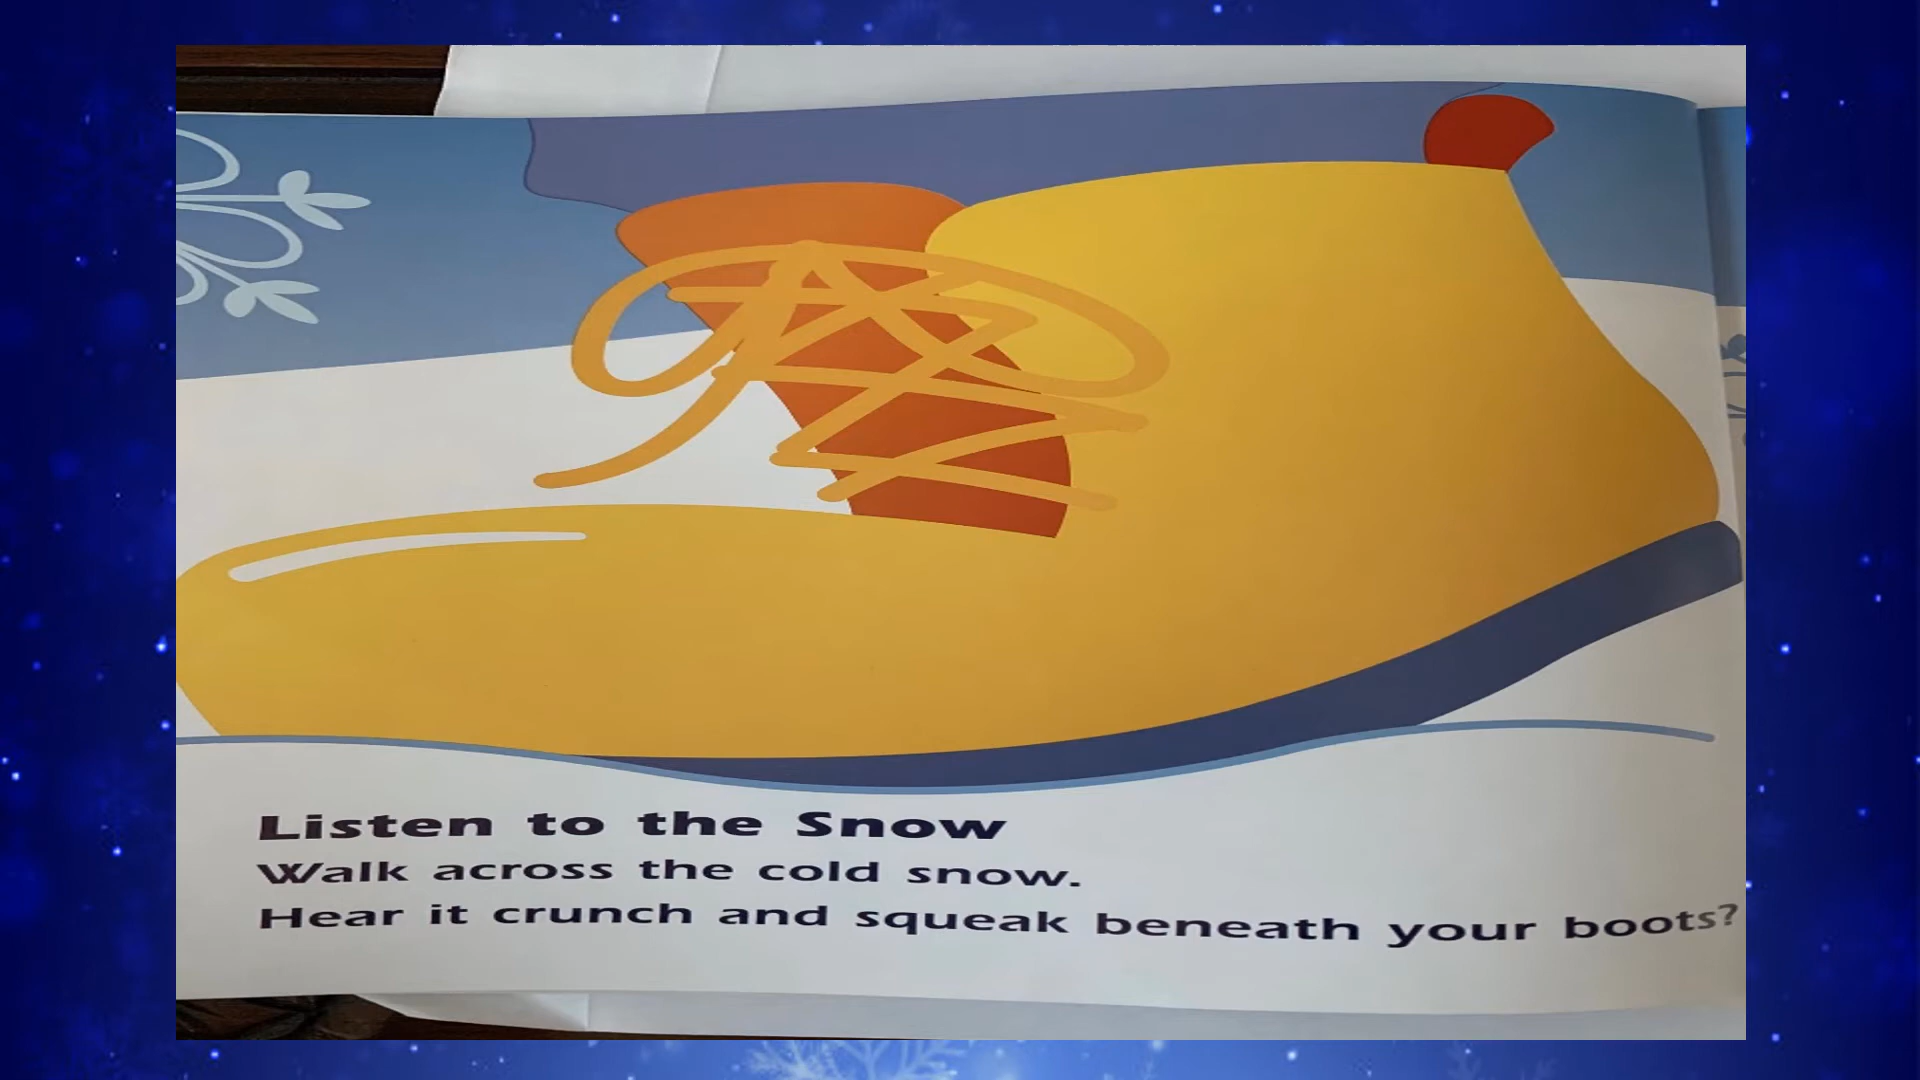 Listen to the Snow
Walk across the cold snow.
Hear it crunch and squeak beneath your boots?